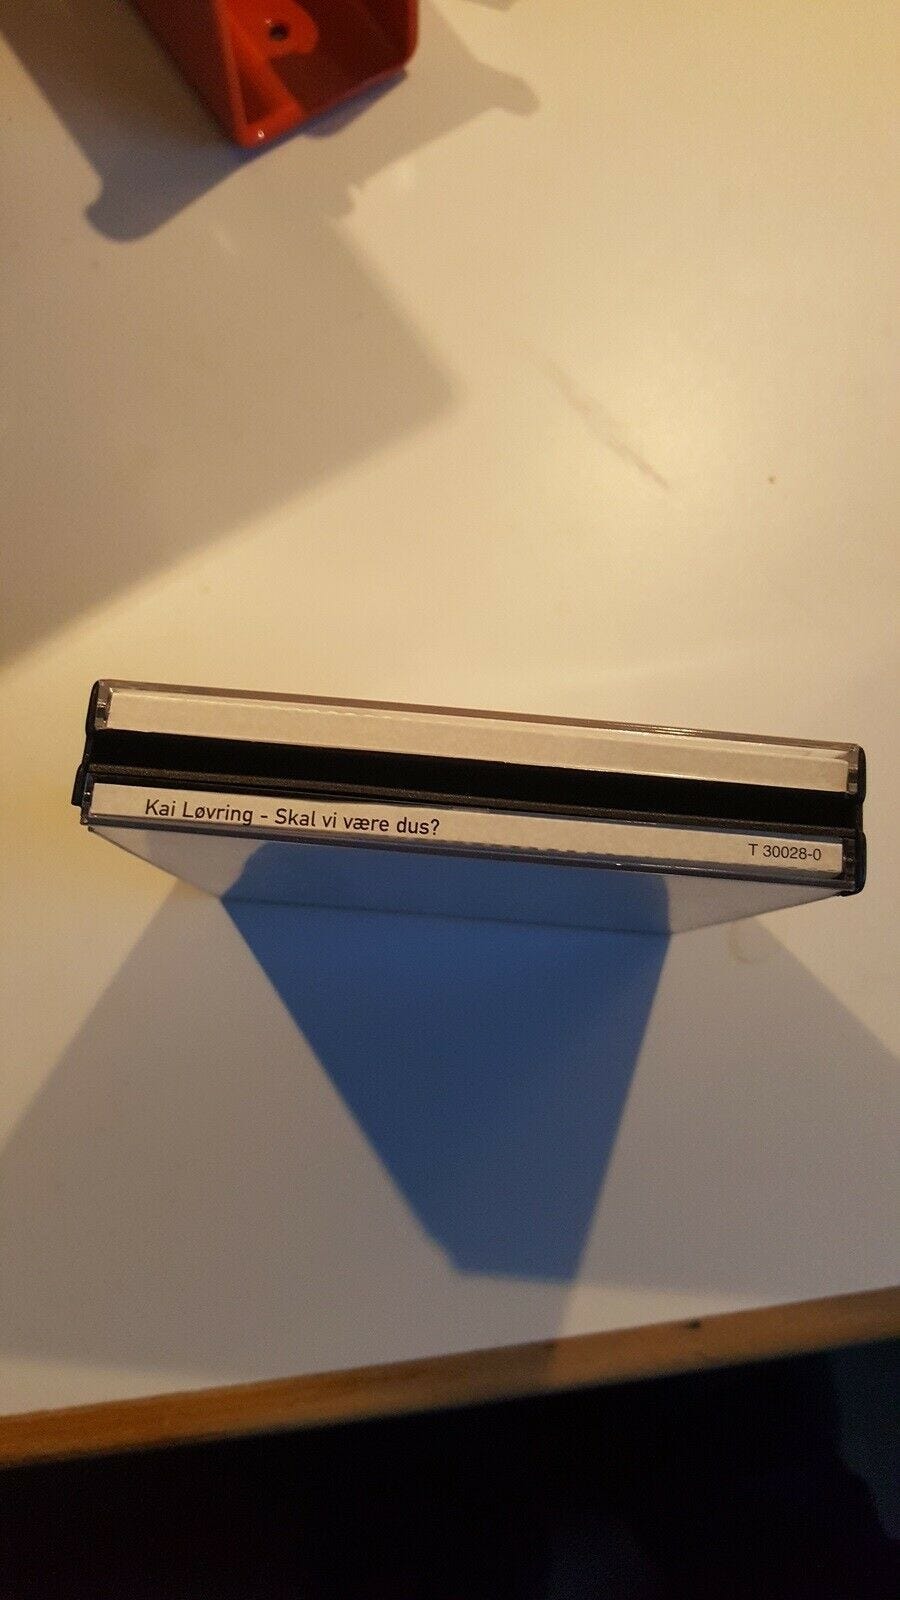 Kai Løvring - Skal vi være dus?
T 30028-0